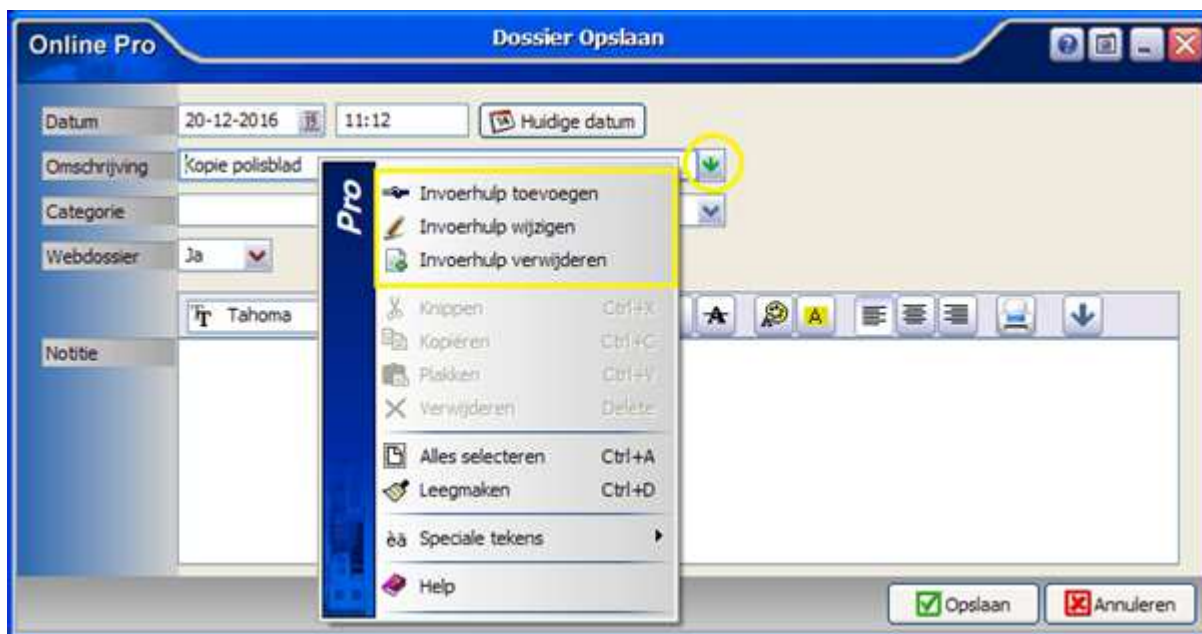 Online Pro
Dossier Opslaan
Datum
20-12-2016
11:12
Huidige datum
Omschrijving
Kopie polisblad
Categorie
Webdossier
Ja
Tahoma
Notitie
Pro
Invoerhulp toevoegen
Invoerhulp wijzigen
Invoerhulp verwijderen
Knippen Ctrl+X
Kopiëren Ctrl+C
Plakken Ctrl+V
Verwijderen Delete
Alles selecteren Ctrl+A
Leegmaken Ctrl+D
èä Speciale tekens
Help
Opslaan
Annuleren